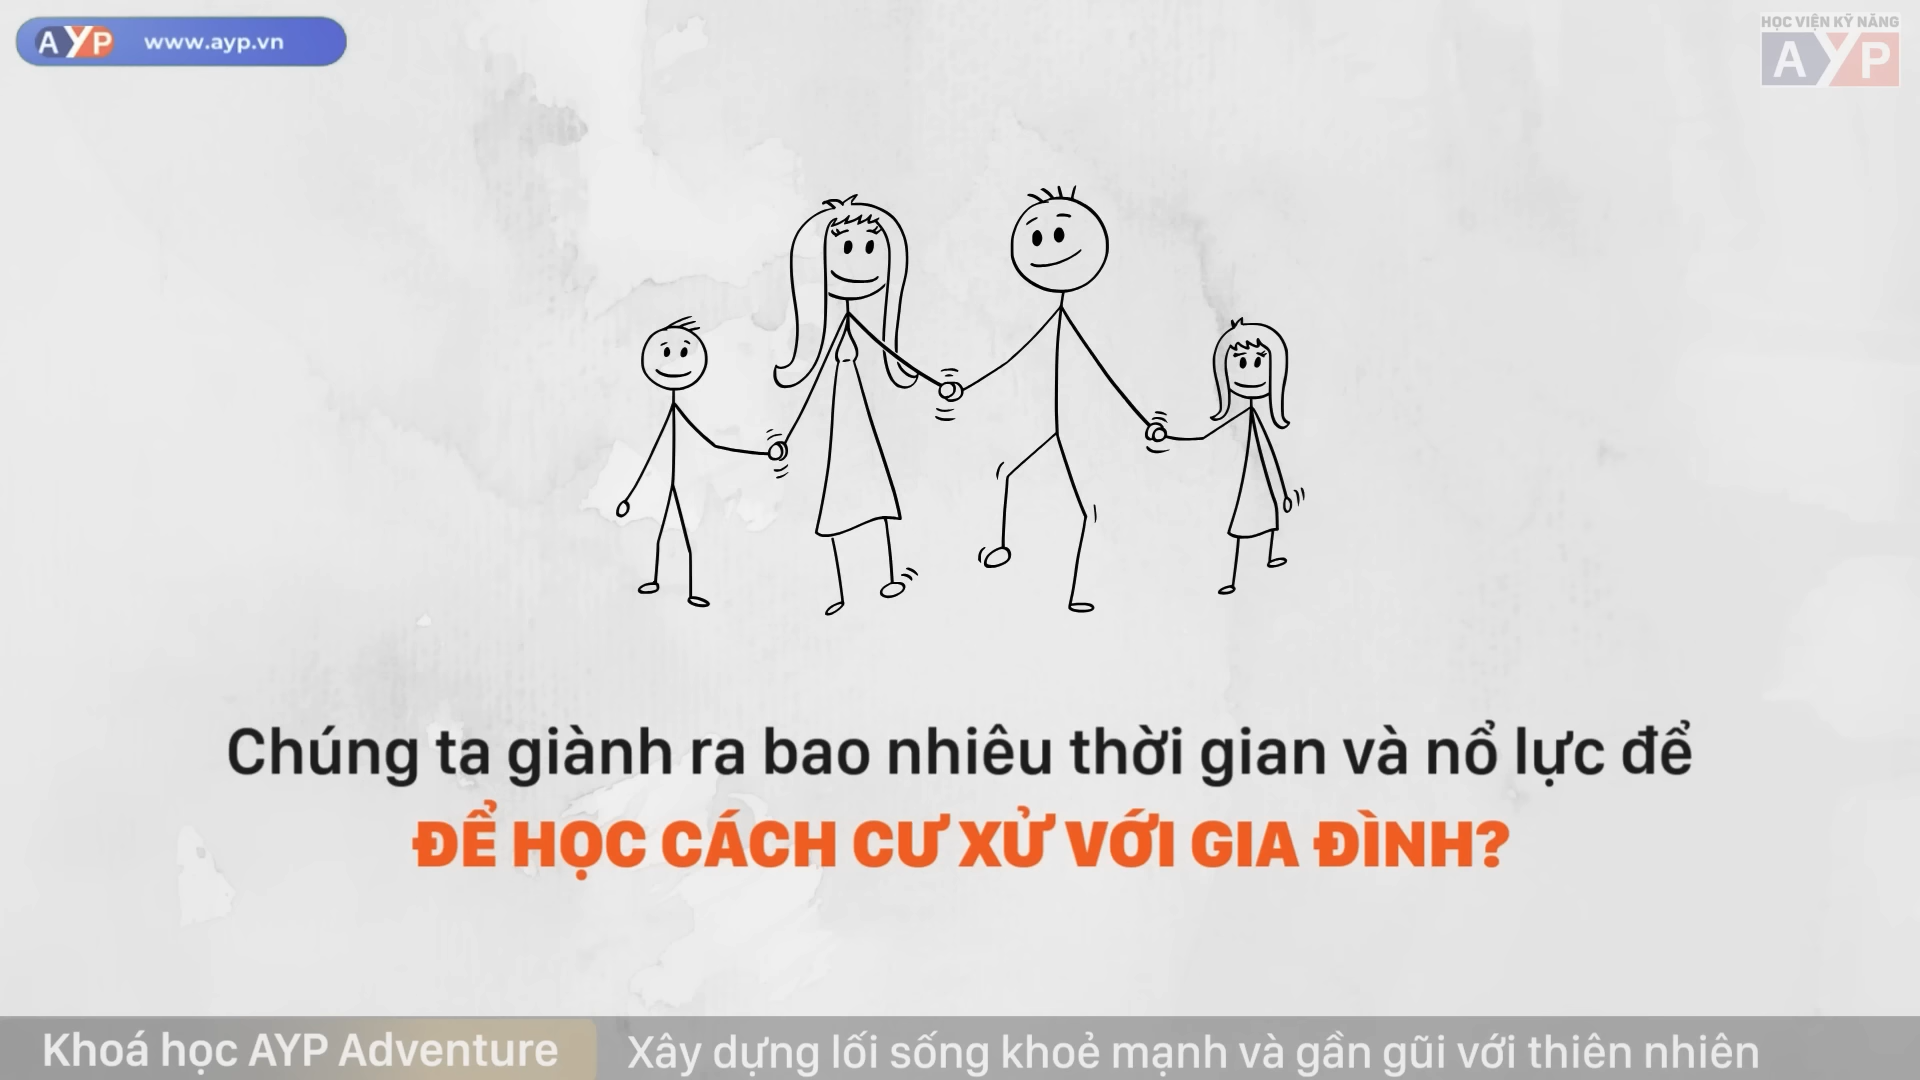 AYP www.ayp.vn
HỌC VIỆN KỸ NĂNG
AYP
Chúng ta giành ra bao nhiêu thời gian và nổ lực để
ĐỂ HỌC CÁCH CƯ XỬ VỚI GIA ĐÌNH?
Khoá học AYP Adventure
Xây dựng lối sống khoẻ mạnh và gần gũi với thiên nhiên